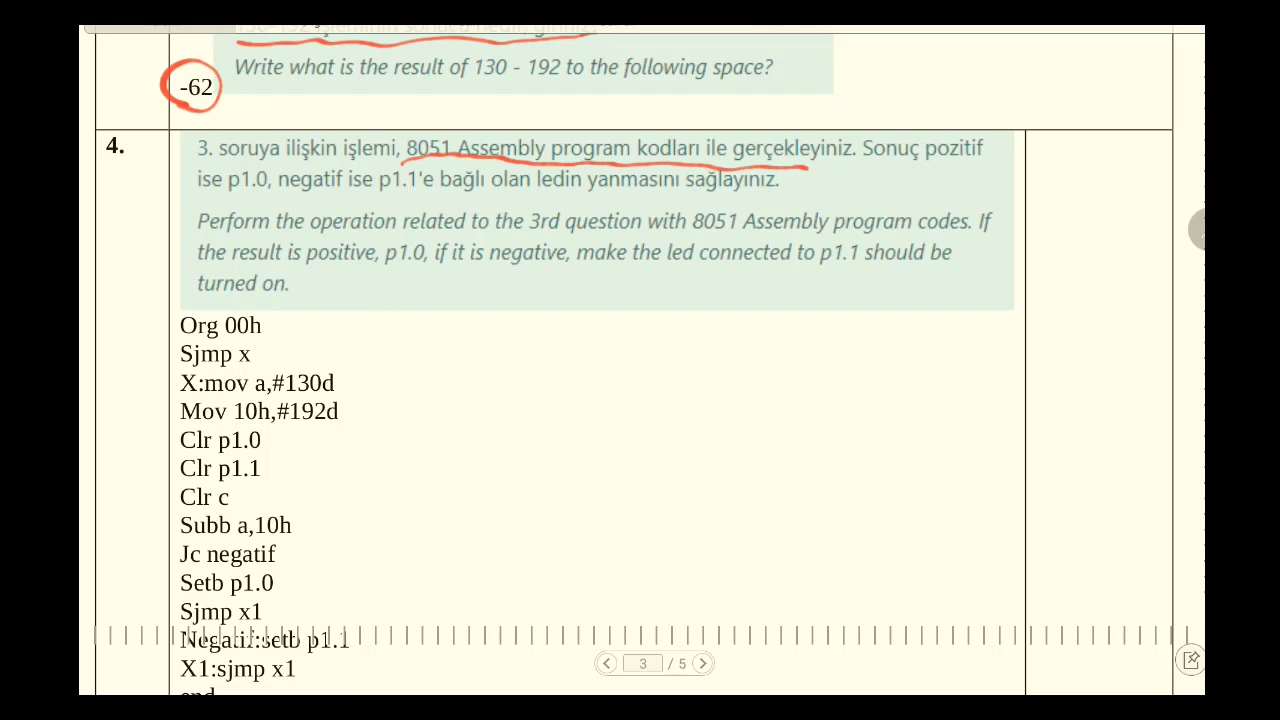 Write what is the result of 130 - 192 to the following space?
-62
4.
3. soruya ilişkin işlemi, 8051 Assembly program kodları ile gerçekleyiniz. Sonuç pozitif
ise p1.0, negatif ise p1.1'e bağlı olan ledin yanmasını sağlayınız.
Perform the operation related to the 3rd question with 8051 Assembly program codes. If
the result is positive, p1.0, if it is negative, make the led connected to p1.1 should be
turned on.
Org 00h
Sjmp x
X:mov a,#130d
Mov 10h,#192d
Clr p1.0
Clr p1.1
Clr c
Subb a,10h
Jc negatif
Setb p1.0
Sjmp x1
Negatif:setb p1.1
X1:sjmp x1
end
3 / 5